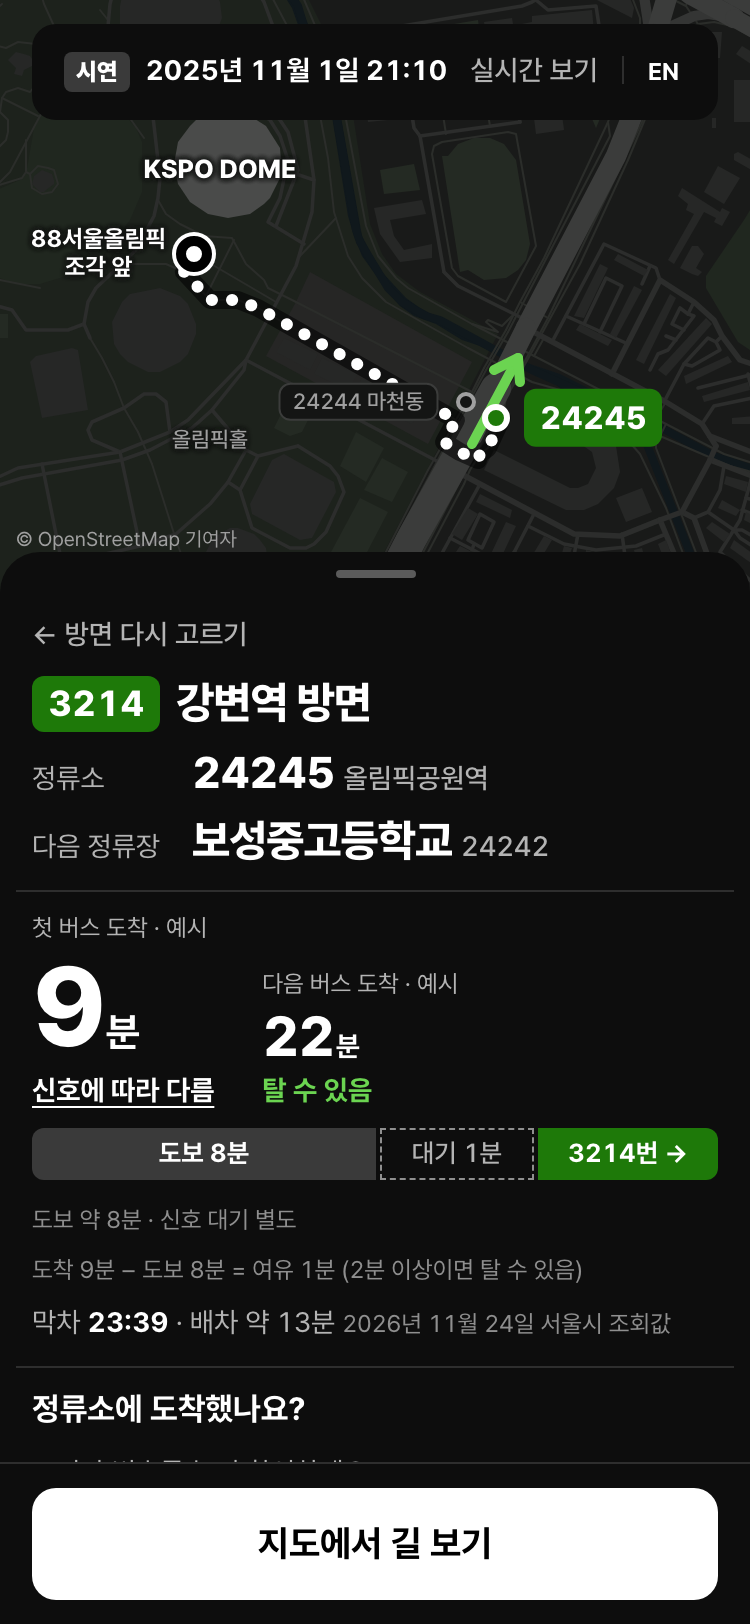 시연 2025년 11월 1일 21:10 실시간 보기 EN
KSPO DOME
88서울올림픽
조각 앞
24244 마천동
24245
올림픽홀
© OpenStreetMap 기여자
← 방면 다시 고르기
3214 강변역 방면
정류소 24245 올림픽공원역
다음 정류장 보성중고등학교 24242
첫 버스 도착 · 예시
9분
신호에 따라 다름
다음 버스 도착 · 예시
22분
탈 수 있음
도보 8분 대기 1분 3214번 →
도보 약 8분 · 신호 대기 별도
도착 9분 – 도보 8분 = 여유 1분 (2분 이상이면 탈 수 있음)
막차 23:39 · 배차 약 13분 2026년 11월 24일 서울시 조회값
정류소에 도착했나요?
지도에서 길 보기